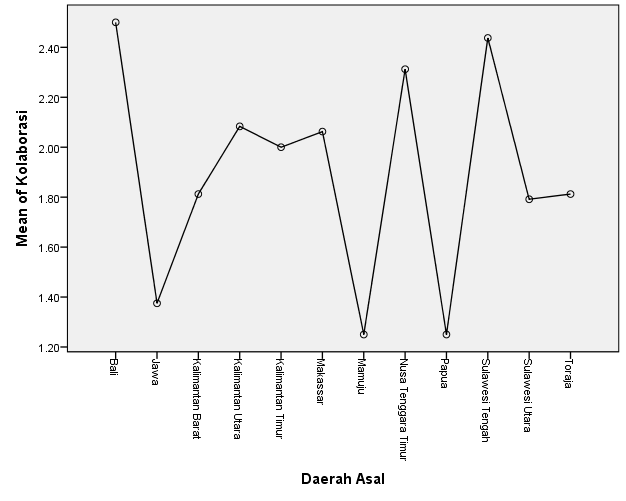 Mean of Kolaborasi
2.40
2.20
2.00
1.80
1.60
1.40
1.20
Bali
Jawa
Kalimantan Barat
Kalimantan Utara
Kalimantan Timur
Makassar
Mamuju
Nusa Tenggara Timur
Papua
Sulawesi Tengah
Sulawesi Utara
Toraja
Daerah Asal